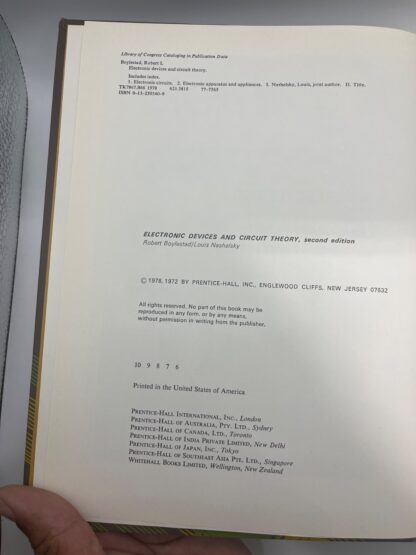 Library of Congress Cataloging in Publication Data
Boylestad, Robert L
Electronic devices and circuit theory.
Includes index.
1. Electronic circuits. 2. Electronic apparatus and appliances. I. Nashelsky, Louis, joint author. II. Title.
TK7867.B66 1978 621.3815 77-7363
ISBN 0-13-250340-9
ELECTRONIC DEVICES AND CIRCUIT THEORY, second edition
Robert Boylestad/Louis Nashelsky
© 1978, 1972 BY PRENTICE-HALL, INC., ENGLEWOOD CLIFFS, NEW JERSEY 07632
All rights reserved. No part of this book may be
reproduced in any form, or by any means,
without permission in writing from the publisher.
10 9 8 7 6
Printed in the United States of America
PRENTICE-HALL INTERNATIONAL, INC., London
PRENTICE-HALL OF AUSTRALIA, PTY. LTD., Sydney
PRENTICE-HALL OF CANADA, LTD., Toronto
PRENTICE-HALL OF INDIA PRIVATE LIMITED, New Delhi
PRENTICE-HALL OF JAPAN, INC., Tokyo
PRENTICE-HALL OF SOUTHEAST ASIA PTE. LTD., Singapore
WHITEHALL BOOKS LIMITED, Wellington, New Zealand